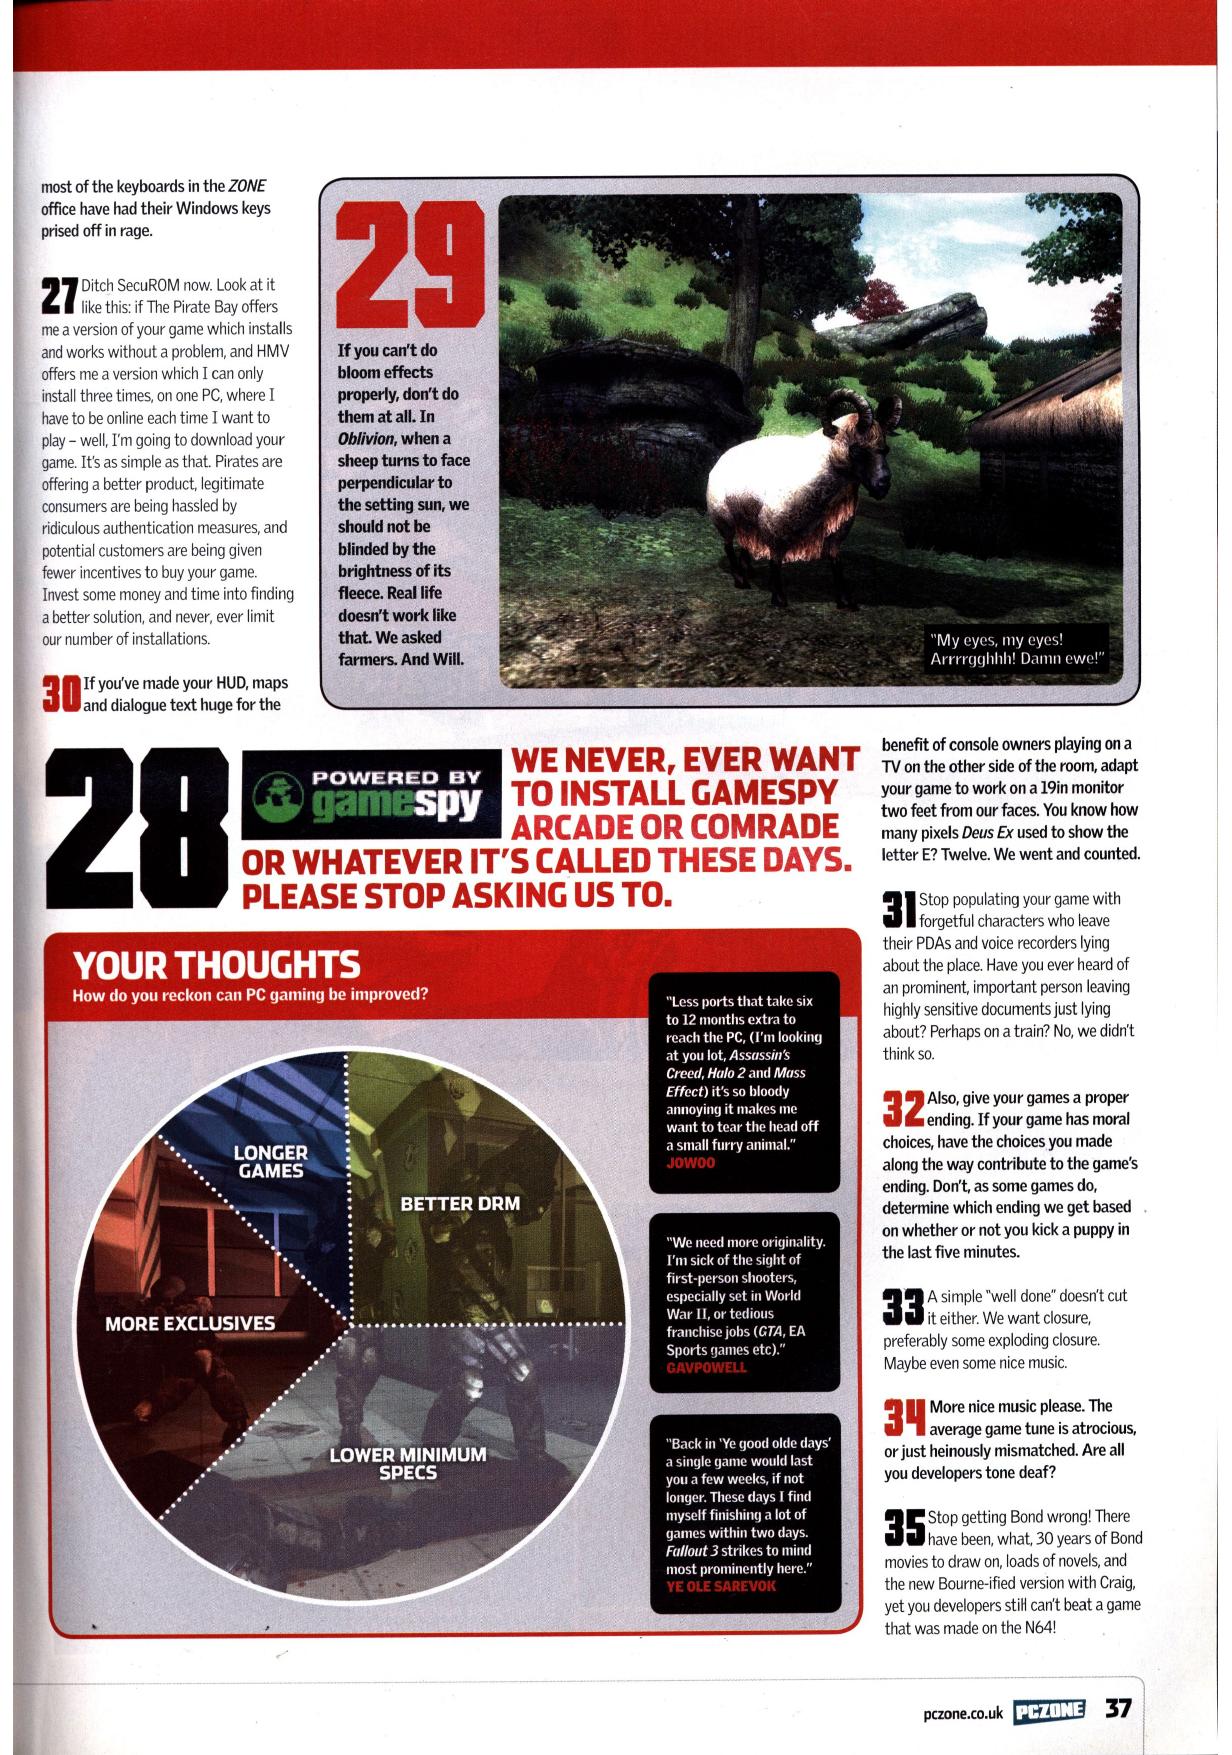 most of the keyboards in the ZONE
office have had their Windows keys
prised off in rage.
27 Ditch SecuROM now. Look at it
like this: if The Pirate Bay offers
me a version of your game which installs
and works without a problem, and HMV
offers me a version which I can only
install three times, on one PC, where I
have to be online each time I want to
play – well, I'm going to download your
game. It's as simple as that. Pirates are
offering a better product, legitimate
consumers are being hassled by
ridiculous authentication measures, and
potential customers are being given
fewer incentives to buy your game.
Invest some money and time into finding
a better solution, and never, ever limit
our number of installations.
29
If you can't do
bloom effects
properly, don't do
them at all. In
Oblivion, when a
sheep turns to face
perpendicular to
the setting sun, we
should not be
blinded by the
brightness of its
fleece. Real life
doesn't work like
that. We asked
farmers. And Will.
"My eyes, my eyes!
Arrrrgghhh! Damn ewe!"
30 If you've made your HUD, maps
and dialogue text huge for the
benefit of console owners playing on a
TV on the other side of the room, adapt
your game to work on a 19in monitor
two feet from our faces. You know how
many pixels Deus Ex used to show the
letter E? Twelve. We went and counted.
28
POWERED BY
gamespy
WE NEVER, EVER WANT
TO INSTALL GAMESPY
ARCADE OR COMRADE
OR WHATEVER IT'S CALLED THESE DAYS.
PLEASE STOP ASKING US TO.
YOUR THOUGHTS
How do you reckon can PC gaming be improved?
LONGER
GAMES
BETTER DRM
MORE EXCLUSIVES
LOWER MINIMUM
SPECS
"Less ports that take six
to 12 months extra to
reach the PC, (I'm looking
at you lot, Assassin's
Creed, Halo 2 and Mass
Effect) it's so bloody
annoying it makes me
want to tear the head off
a small furry animal."
JOWOO
"We need more originality.
I'm sick of the sight of
first-person shooters,
especially set in World
War II, or tedious
franchise jobs (GTA, EA
Sports games etc)."
GAVPOWELL
"Back in 'Ye good olde days'
a single game would last
you a few weeks, if not
longer. These days I find
myself finishing a lot of
games within two days.
Fallout 3 strikes to mind
most prominently here."
YE OLE SAREVOK
31 Stop populating your game with
forgetful characters who leave
their PDAs and voice recorders lying
about the place. Have you ever heard of
an prominent, important person leaving
highly sensitive documents just lying
about? Perhaps on a train? No, we didn't
think so.
32 Also, give your games a proper
ending. If your game has moral
choices, have the choices you made
along the way contribute to the game's
ending. Don't, as some games do,
determine which ending we get based
on whether or not you kick a puppy in
the last five minutes.
33 A simple "well done" doesn't cut
it either. We want closure,
preferably some exploding closure.
Maybe even some nice music.
34 More nice music please. The
average game tune is atrocious,
or just heinously mismatched. Are all
you developers tone deaf?
35 Stop getting Bond wrong! There
have been, what, 30 years of Bond
movies to draw on, loads of novels, and
the new Bourne-ified version with Craig,
yet you developers still can't beat a game
that was made on the N64!
pczone.co.uk PCZONE 37